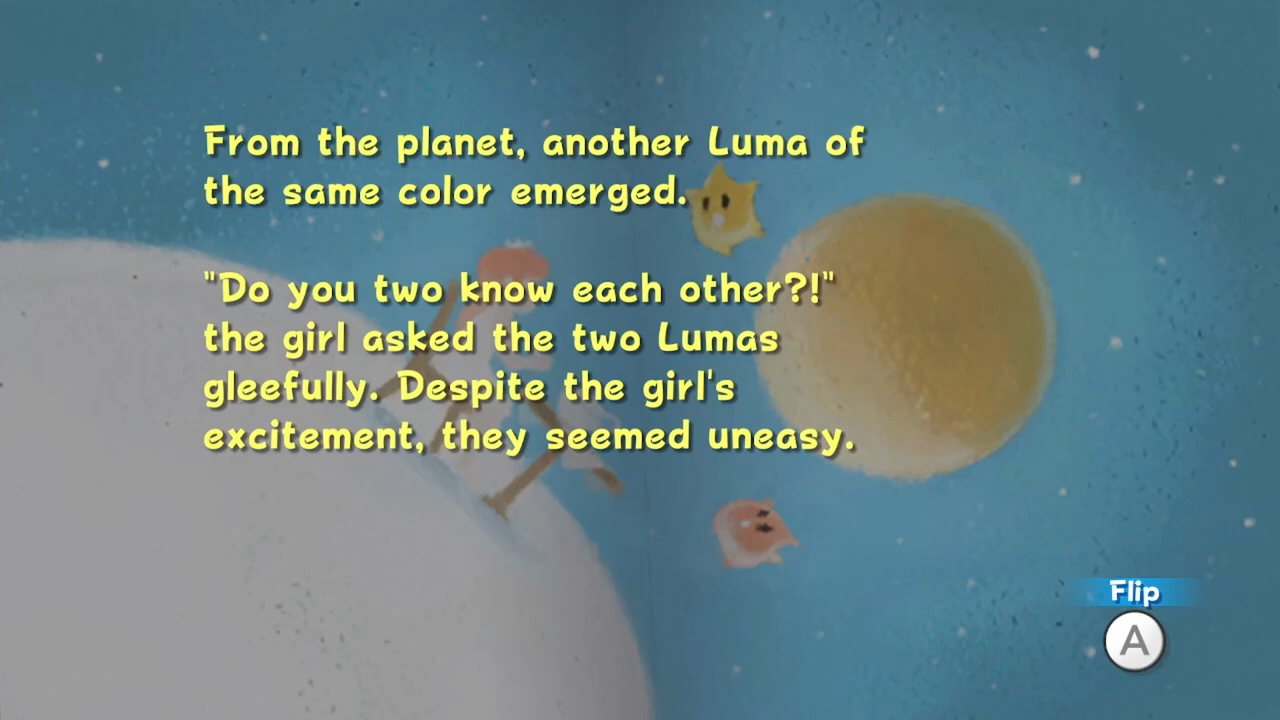 From the planet, another Luma of
the same color emerged.
"Do you two know each other?!"
the girl asked the two Lumas
gleefully. Despite the girl's
excitement, they seemed uneasy.
Flip
A